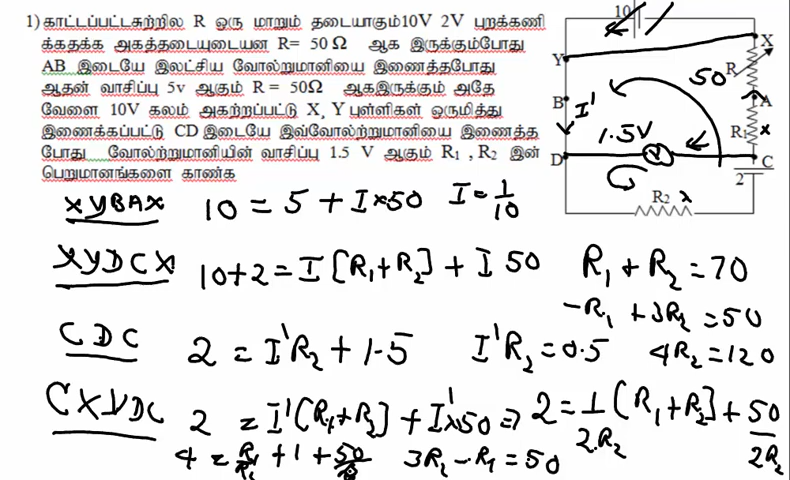 1) காட்டப்பட்டசுற்றில R ஒரு மாறும் தடையாகும்10V 2V புறக்கணி
க்கதக்க அகத்தடையுடையன R= 50 Ω ஆக இருக்கும்போது
AB இடையே இலட்சிய வோல்றுமானியை இணைத்தபோது
ஆதன் வாசிப்பு 5v ஆகும் R = 50Ω ஆகஇருக்கும் அதே
வேளை 10V கலம் அகற்றப்பட்டு X, Y புள்ளிகள் ஒருமித்து
இணைக்கப்பட்டு CD இடையே இவ்வோல்ற்றுமானியை இணைத்த
போது வோல்ற்றுமானியின் வாசிப்பு 1.5 V ஆகும் R₁ , R₂ இன்
பெறுமானங்களை காண்க
10
X
Y
50
R
B
I'
A
1.5V
R₁
x
V
D
C
2
R₂
XYBAX 10 = 5 + I×50 I = 1/10
XYDCX 10+2 = I [R₁+R₂] + I 50 R₁ + R₂ = 70
-R₁ + 3R₂ = 50
CDC 2 = I'R₂ + 1.5 I'R₂ = 0.5 4R₂ = 120
CXYDC 2 = I'(R₁+R₂) + I'×50 ⇒ 2 = 1/2R₂ (R₁+R₂) + 50/2R₂
4 = R₁/R₂ + 1 + 50/R₂ 3R₂ - R₁ = 50